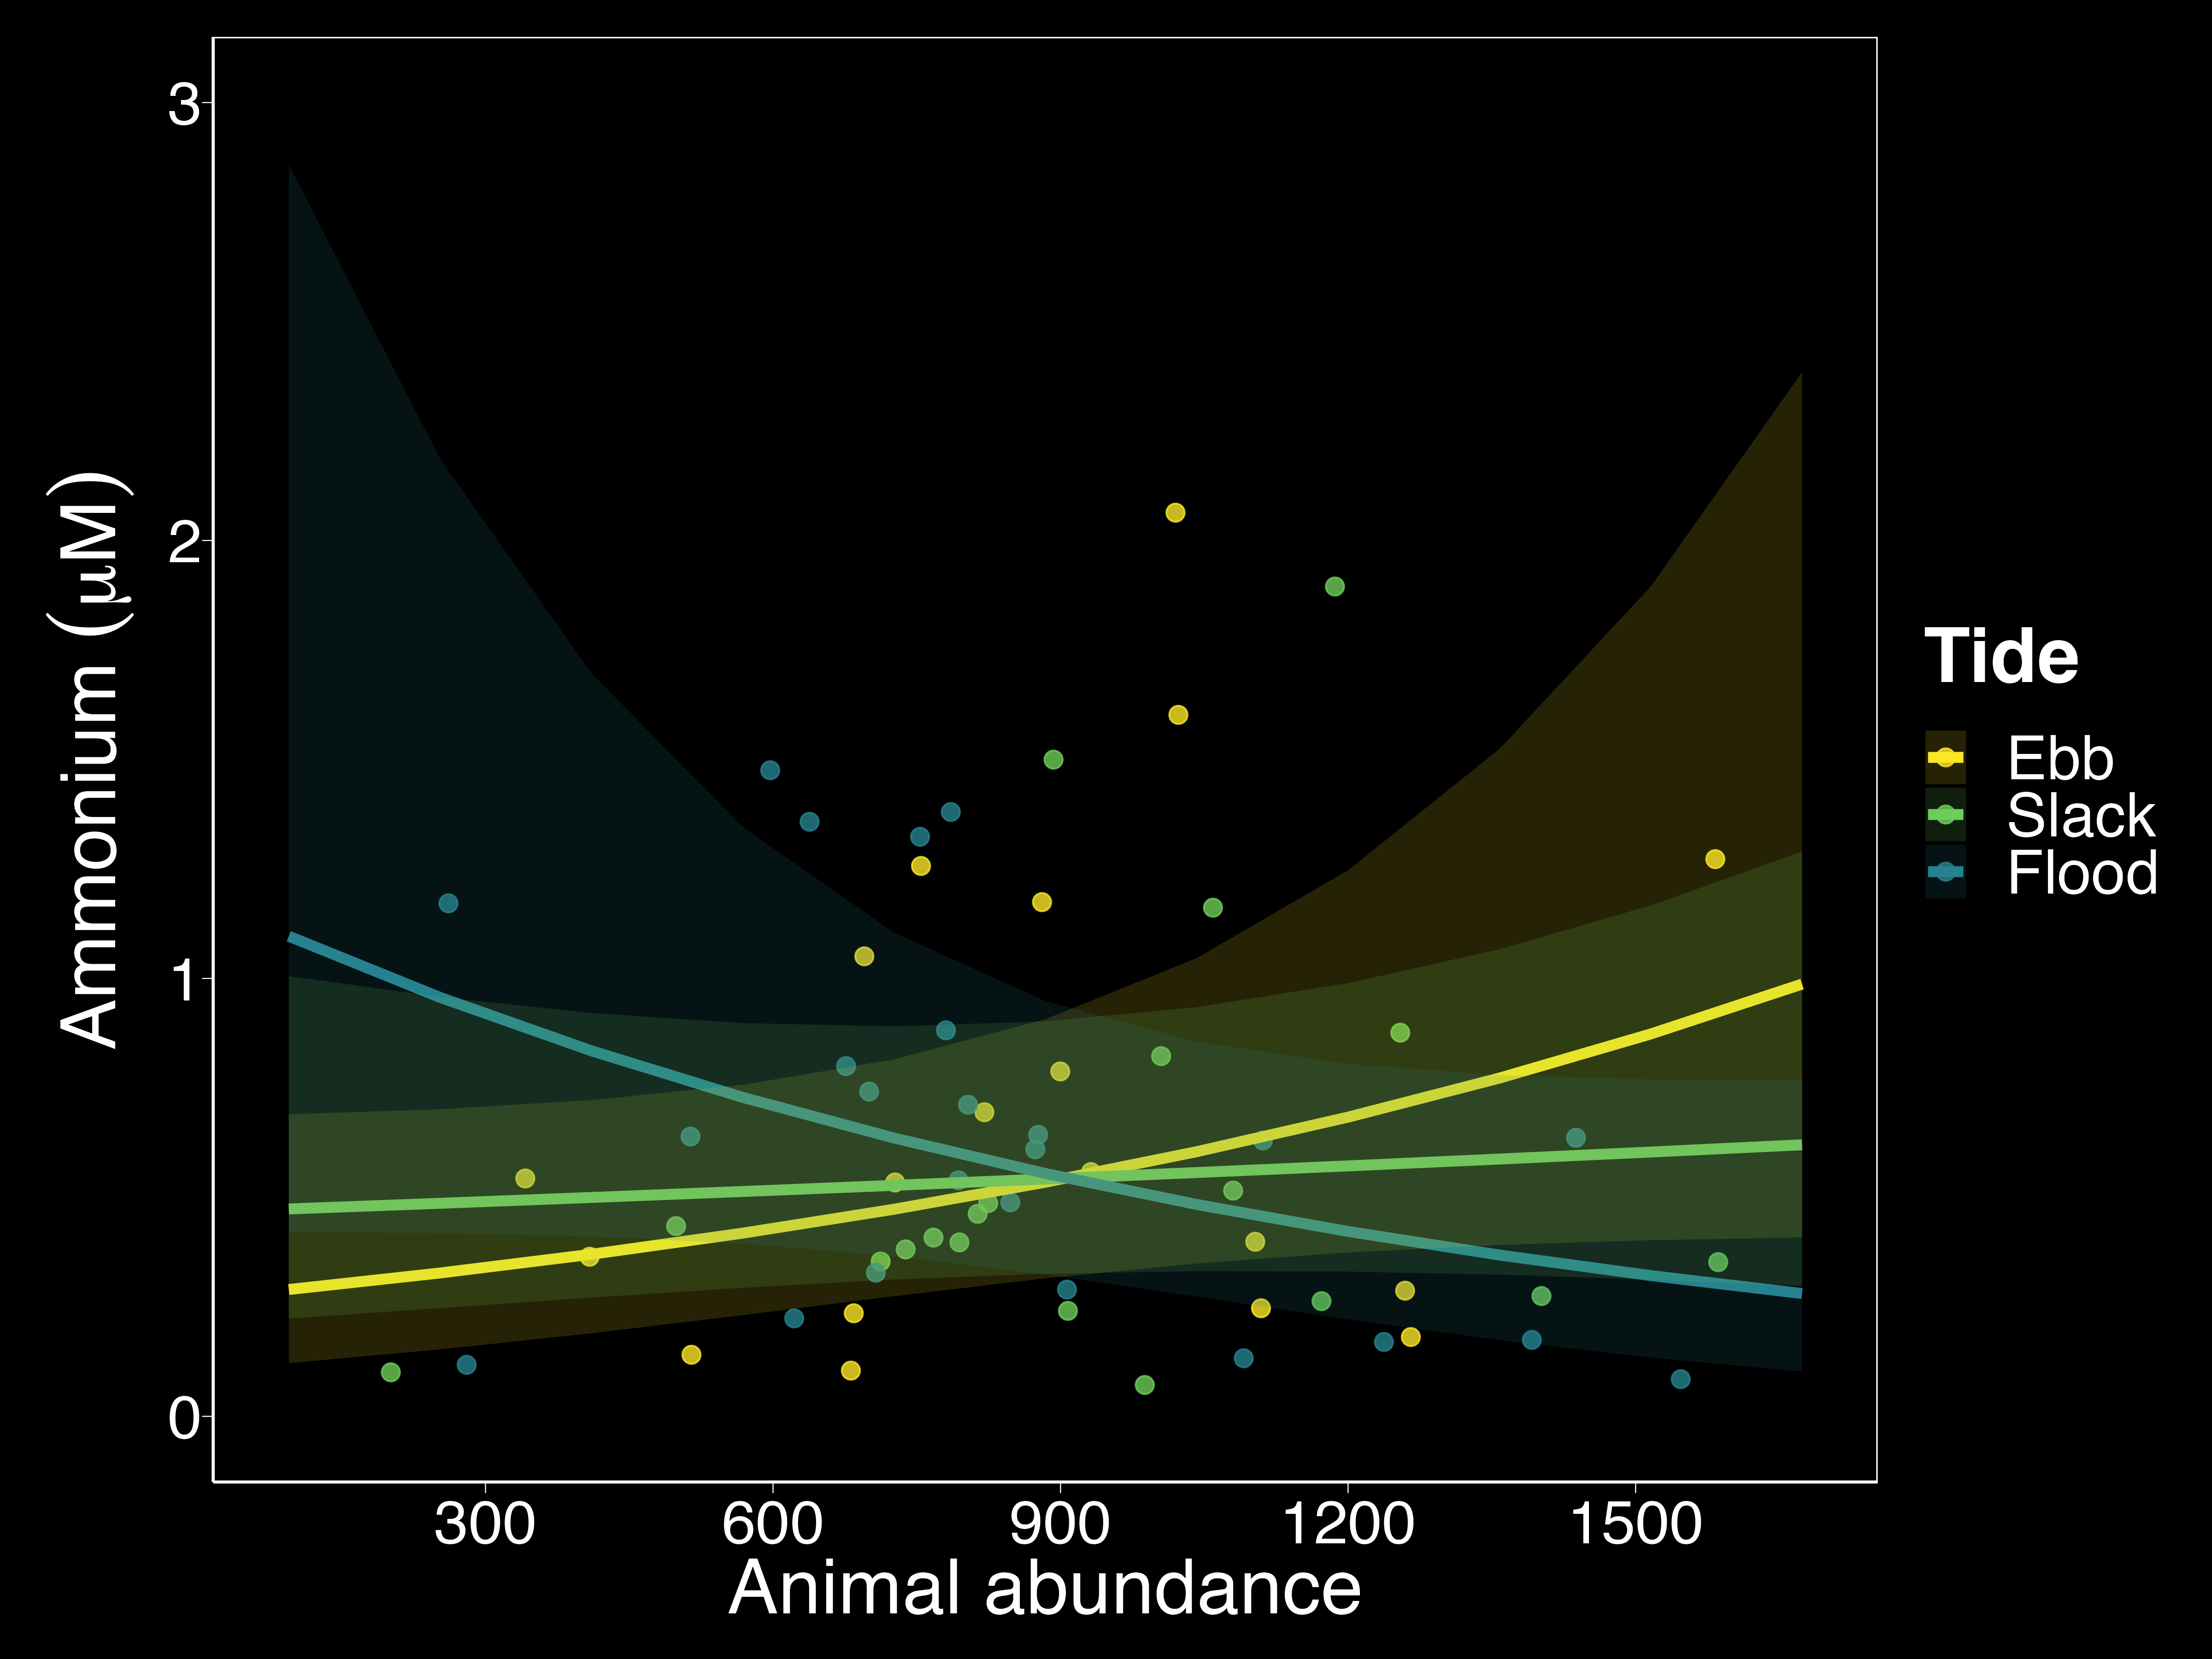 3
2
1
0
Ammonium (μM)
300 600 900 1200 1500
Animal abundance
Tide
Ebb
Slack
Flood